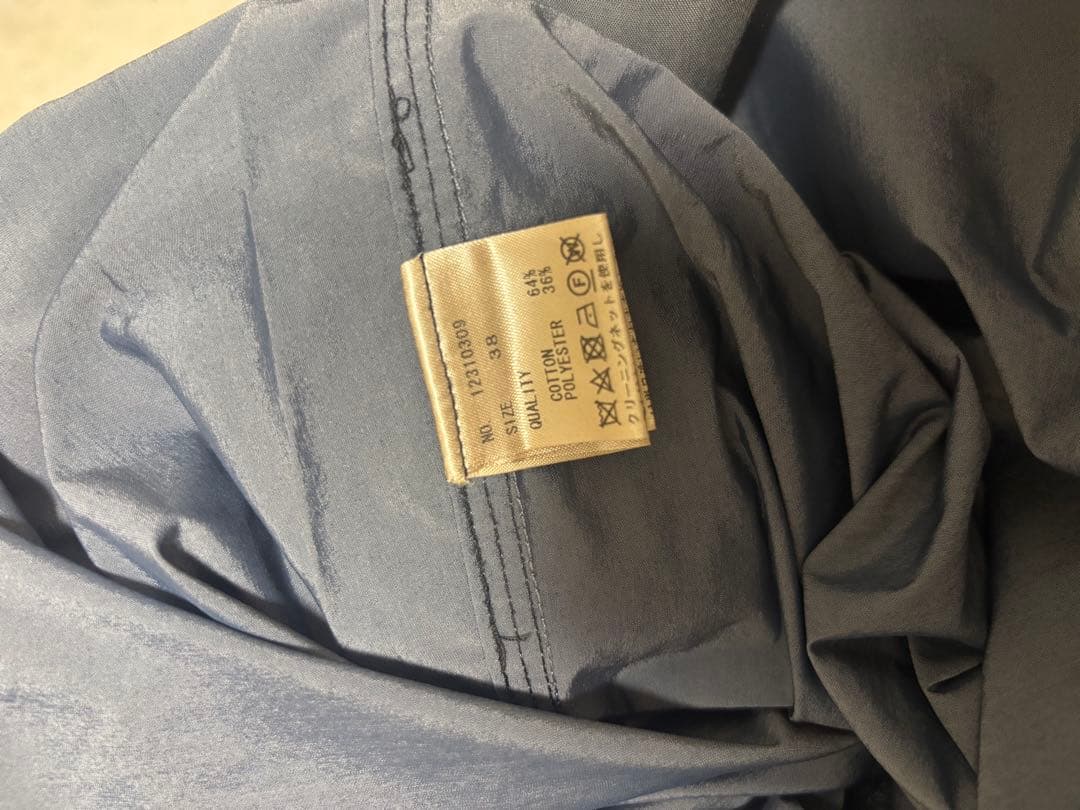 NO. 12310309
SIZE 38
QUALITY
COTTON 64%
POLYESTER 36%
F W
クリーニングネットを使用し